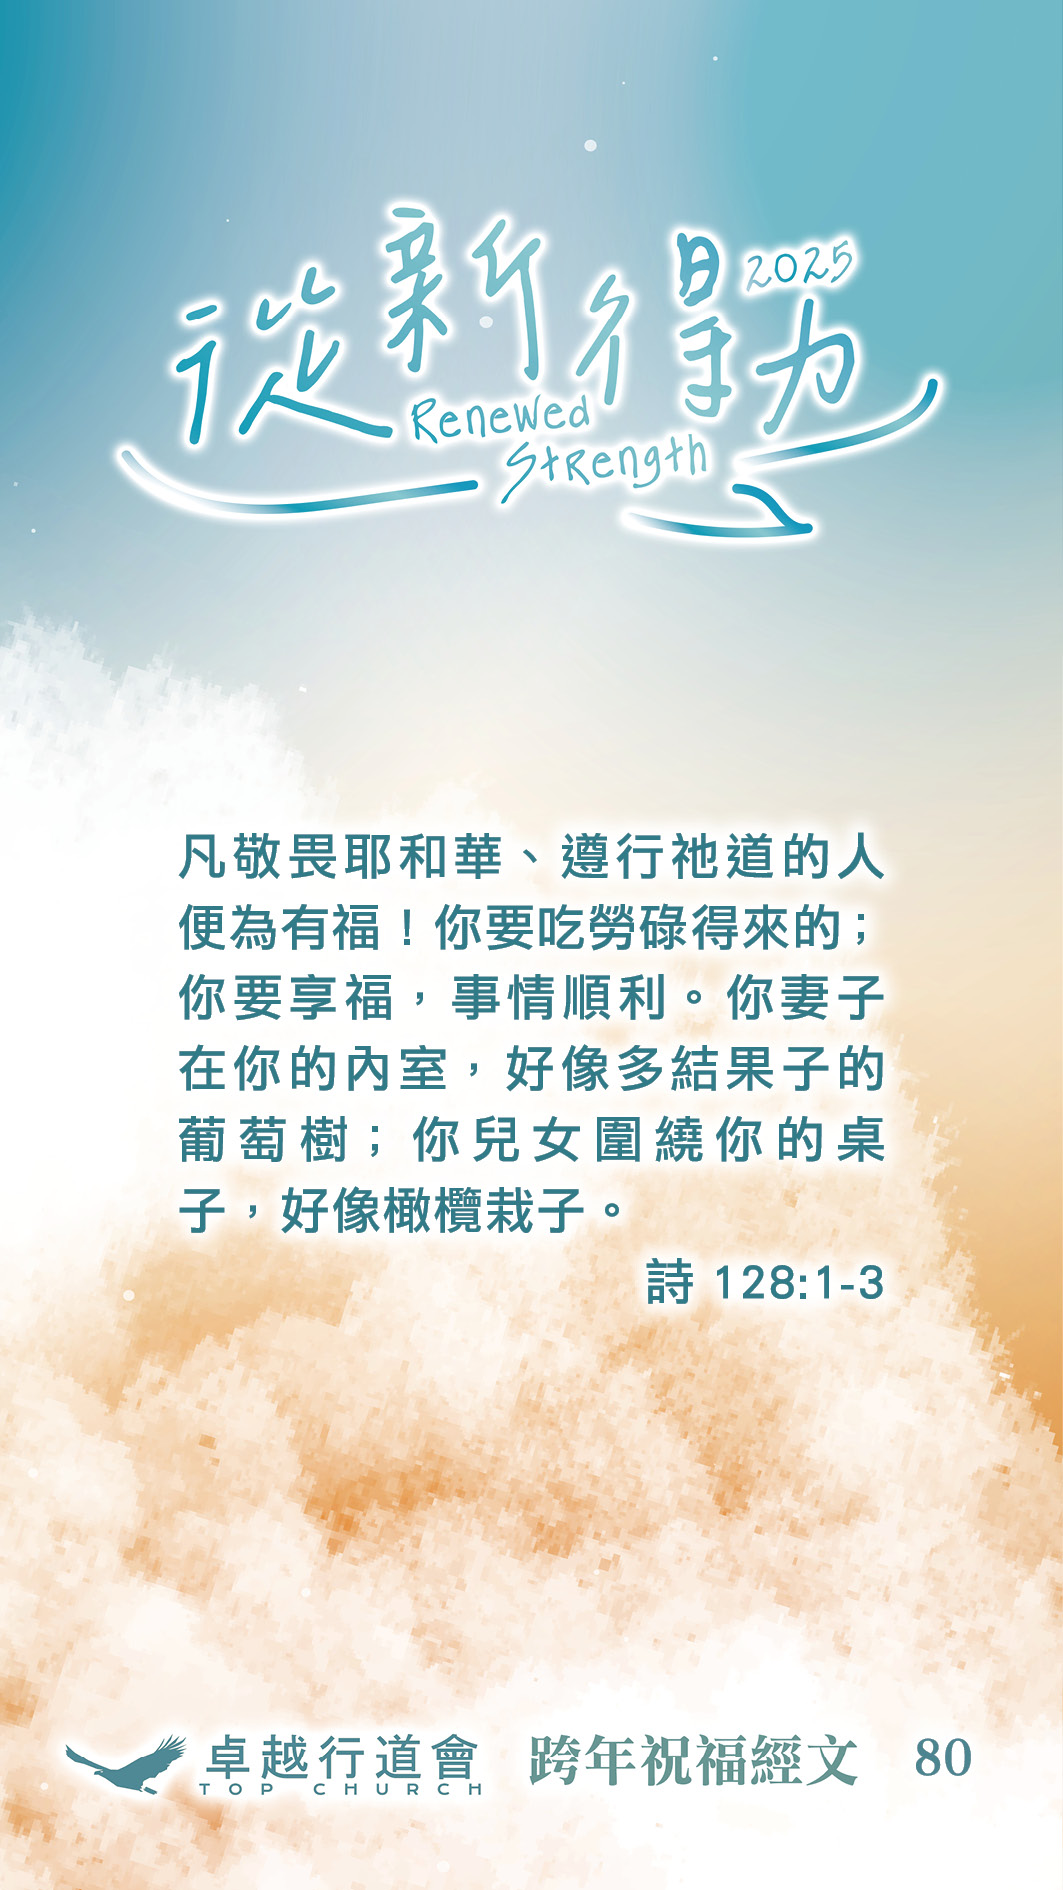 從新得力 2025
Renewed
Strength
凡敬畏耶和華、遵行祂道的人
便為有福！你要吃勞碌得來的；
你要享福，事情順利。你妻子
在你的內室，好像多結果子的
葡萄樹；你兒女圍繞你的桌
子，好像橄欖栽子。
詩 128:1-3
卓越行道會 跨年祝福經文 80
TOP CHURCH